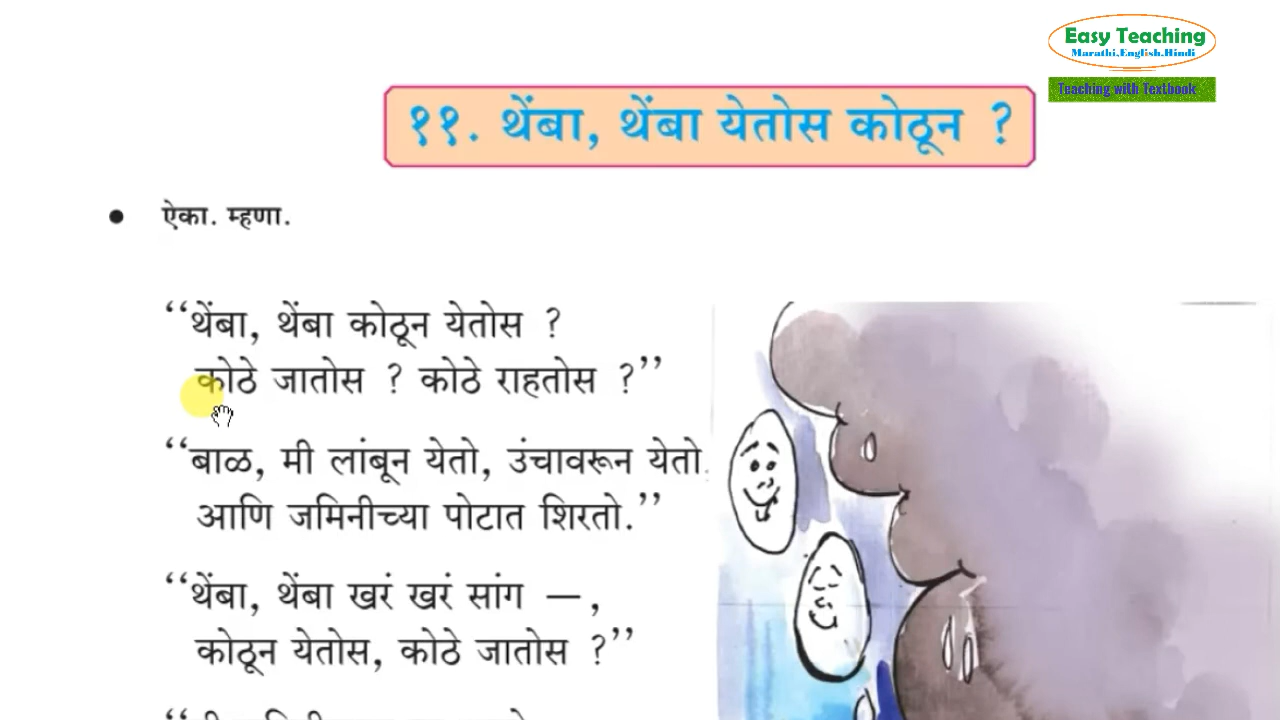 Easy Teaching
Marathi,English,Hindi
Teaching with Textbook
११. थेंबा, थेंबा येतोस कोठून ?
● ऐका. म्हणा.
“थेंबा, थेंबा कोठून येतोस ?
कोठे जातोस ? कोठे राहतोस ?”
“बाळ, मी लांबून येतो, उंचावरून येतो.
आणि जमिनीच्या पोटात शिरतो.”
“थेंबा, थेंबा खरं खरं सांग —,
कोठून येतोस, कोठे जातोस ?”